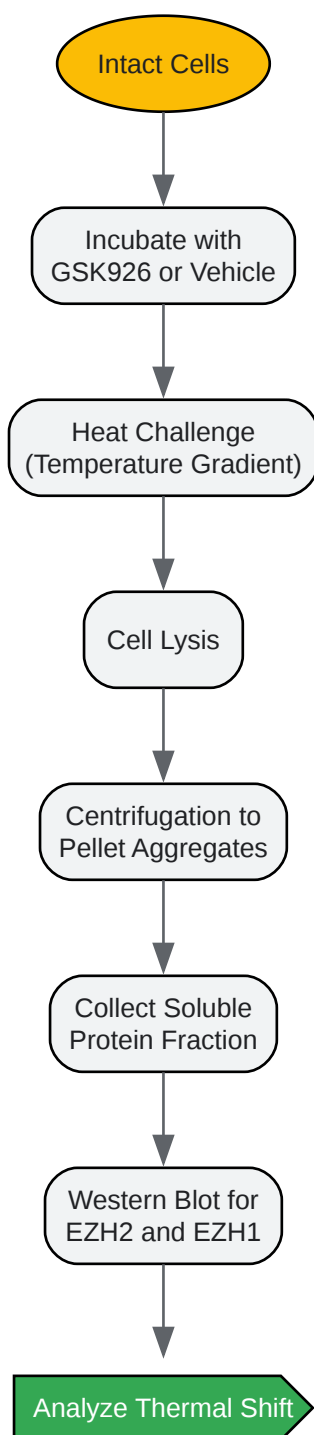 Intact Cells
Incubate with
GSK926 or Vehicle
Heat Challenge
(Temperature Gradient)
Cell Lysis
Centrifugation to
Pellet Aggregates
Collect Soluble
Protein Fraction
Western Blot for
EZH2 and EZH1
Analyze Thermal Shift